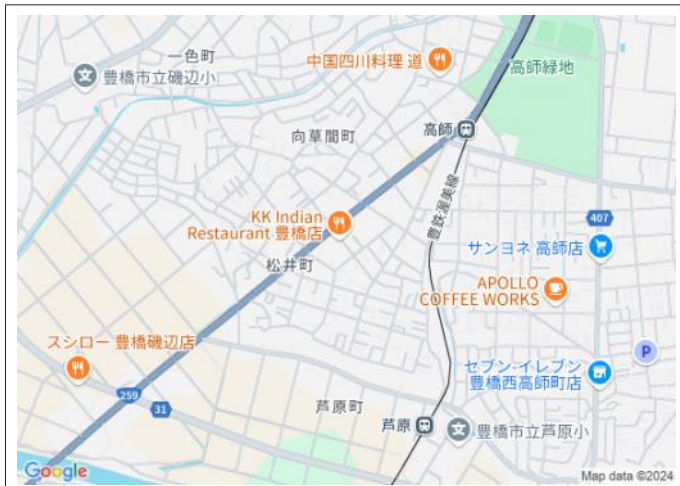 一色町
中国四川料理 道
高師緑地
豊橋市立磯辺小
向草間町
高師
豊鉄渥美線
KK Indian
Restaurant 豊橋店
407
サンヨネ 高師店
松井町
APOLLO
COFFEE WORKS
スシロー 豊橋磯辺店
P
セブン-イレブン
豊橋西高師町店
259
31
芦原町
芦原
豊橋市立芦原小
Google
Map data ©2024